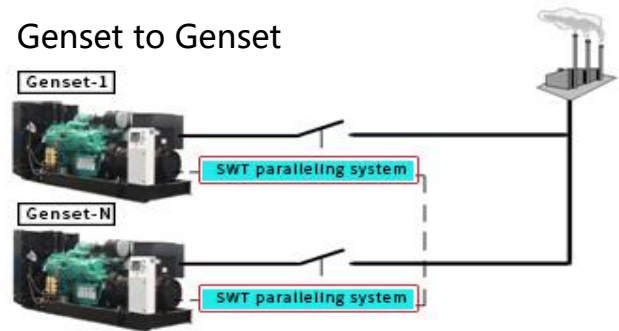 Genset to Genset
Genset-1
SWT paralleling system
Genset-N
SWT paralleling system